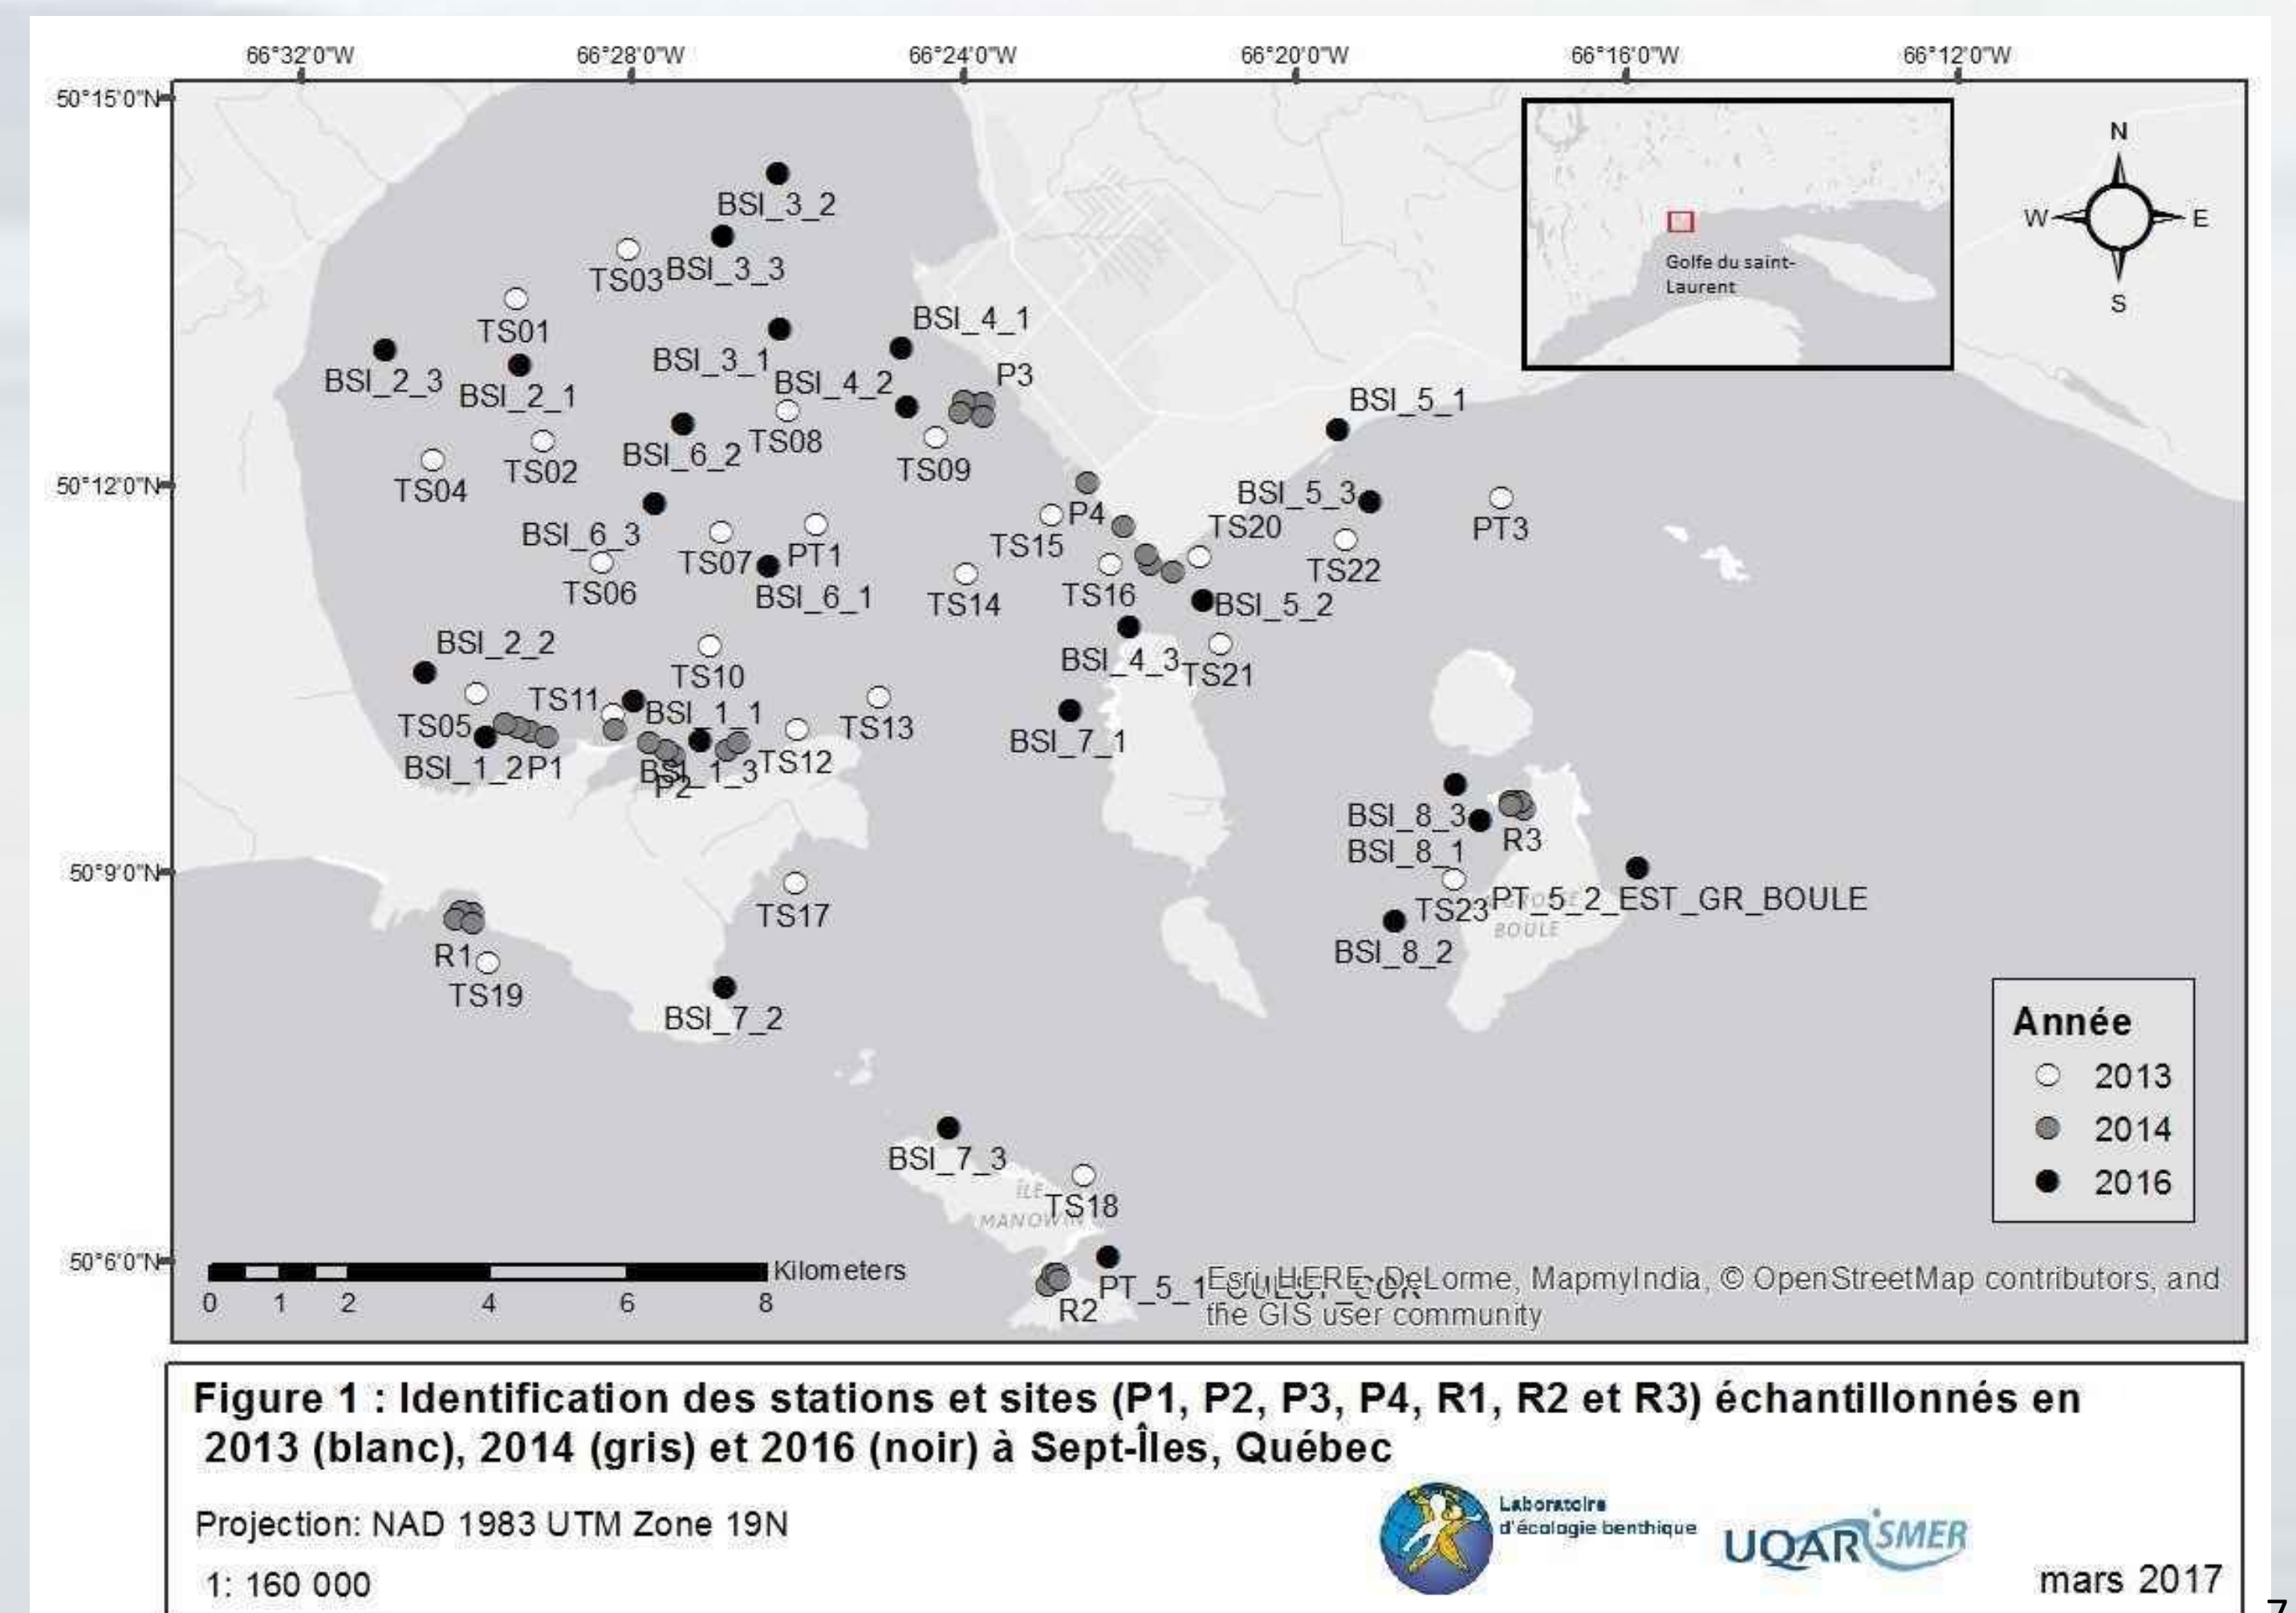 66°32'0"W 66°28'0"W 66°24'0"W 66°20'0"W 66°16'0"W 66°12'0"W
50°15'0"N
50°12'0"N
50°9'0"N
50°6'0"N
BSI_3_2
TS03
BSI_3_3
TS01
BSI_4_1
BSI_3_1
BSI_2_3
BSI_2_1
BSI_4_2
P3
BSI_5_1
TS08
BSI_6_2
TS02
TS09
TS04
BSI_5_3
P4
TS20
PT3
BSI_6_3
TS15
TS07
PT1
TS22
TS06
BSI_6_1
TS14
TS16
BSI_5_2
BSI_2_2
BSI_4_3
TS10
TS21
TS11
BSI_1_1
TS05
TS13
BSI_7_1
BSI_1_2
P1
BSI_1_3
P2
TS12
BSI_8_3
R3
BSI_8_1
PT_5_2_EST_GR_BOULE
TS23
BOULE
TS17
BSI_8_2
R1
TS19
BSI_7_2
BSI_7_3
ÎLE
TS18
R2
Golfe du saint-
Laurent
N
W E
S
Année
2013
2014
2016
Kilometers
0 1 2 4 6 8
Esri, HERE, DeLorme, MapmyIndia, © OpenStreetMap contributors, and
the GIS user community
Figure 1 : Identification des stations et sites (P1, P2, P3, P4, R1, R2 et R3) échantillonnés en
2013 (blanc), 2014 (gris) et 2016 (noir) à Sept-Îles, Québec
Projection: NAD 1983 UTM Zone 19N
1: 160 000
Laboratoire
d'écologie benthique
UQAR ISMER
mars 2017
7